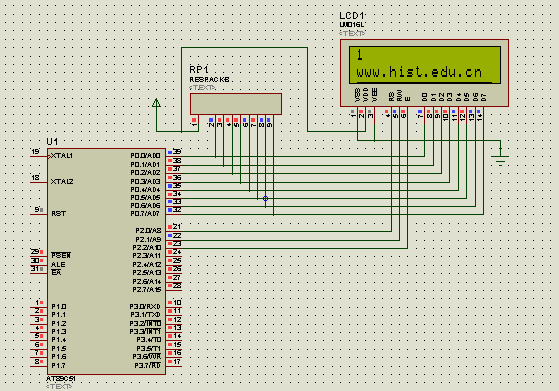 LCD1
LM016L
<TEXT>
1
www.hist.edu.cn
VSS VDD VEE RS RW E D0 D1 D2 D3 D4 D5 D6 D7
1 2 3 4 5 6 7 8 9 10 11 12 13 14
RP1
RESPACK-8
<TEXT>
1 2 3 4 5 6 7 8 9
U1
19 XTAL1
18 XTAL2
9 RST
29 PSEN
30 ALE
31 EA
1 P1.0
2 P1.1
3 P1.2
4 P1.3
5 P1.4
6 P1.5
7 P1.6
8 P1.7
P0.0/AD0 39
P0.1/AD1 38
P0.2/AD2 37
P0.3/AD3 36
P0.4/AD4 35
P0.5/AD5 34
P0.6/AD6 33
P0.7/AD7 32
P2.0/A8 21
P2.1/A9 22
P2.2/A10 23
P2.3/A11 24
P2.4/A12 25
P2.5/A13 26
P2.6/A14 27
P2.7/A15 28
P3.0/RXD 10
P3.1/TXD 11
P3.2/INT0 12
P3.3/INT1 13
P3.4/T0 14
P3.5/T1 15
P3.6/WR 16
P3.7/RD 17
AT89C51
<TEXT>